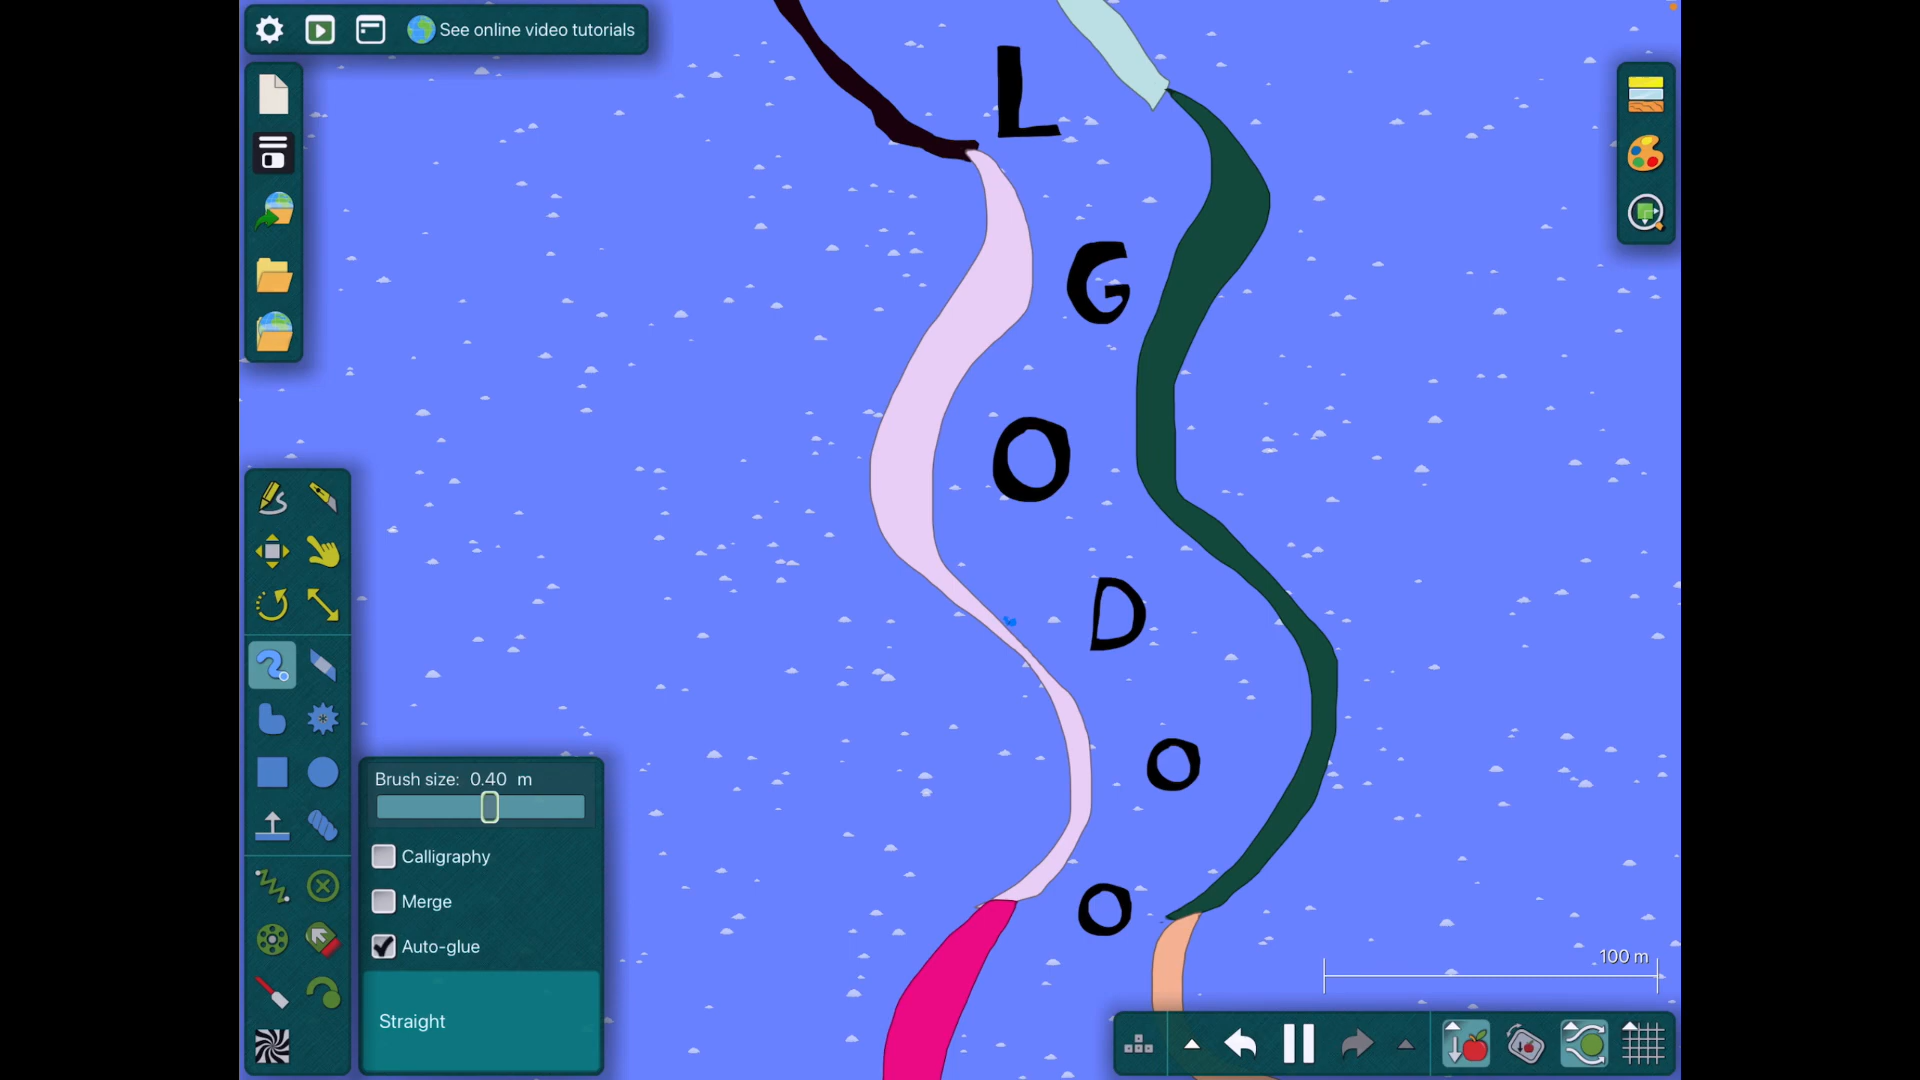 See online video tutorials
L
G
O
D
O
O
Brush size: 0.40 m
Calligraphy
Merge
Auto-glue
Straight
100 m